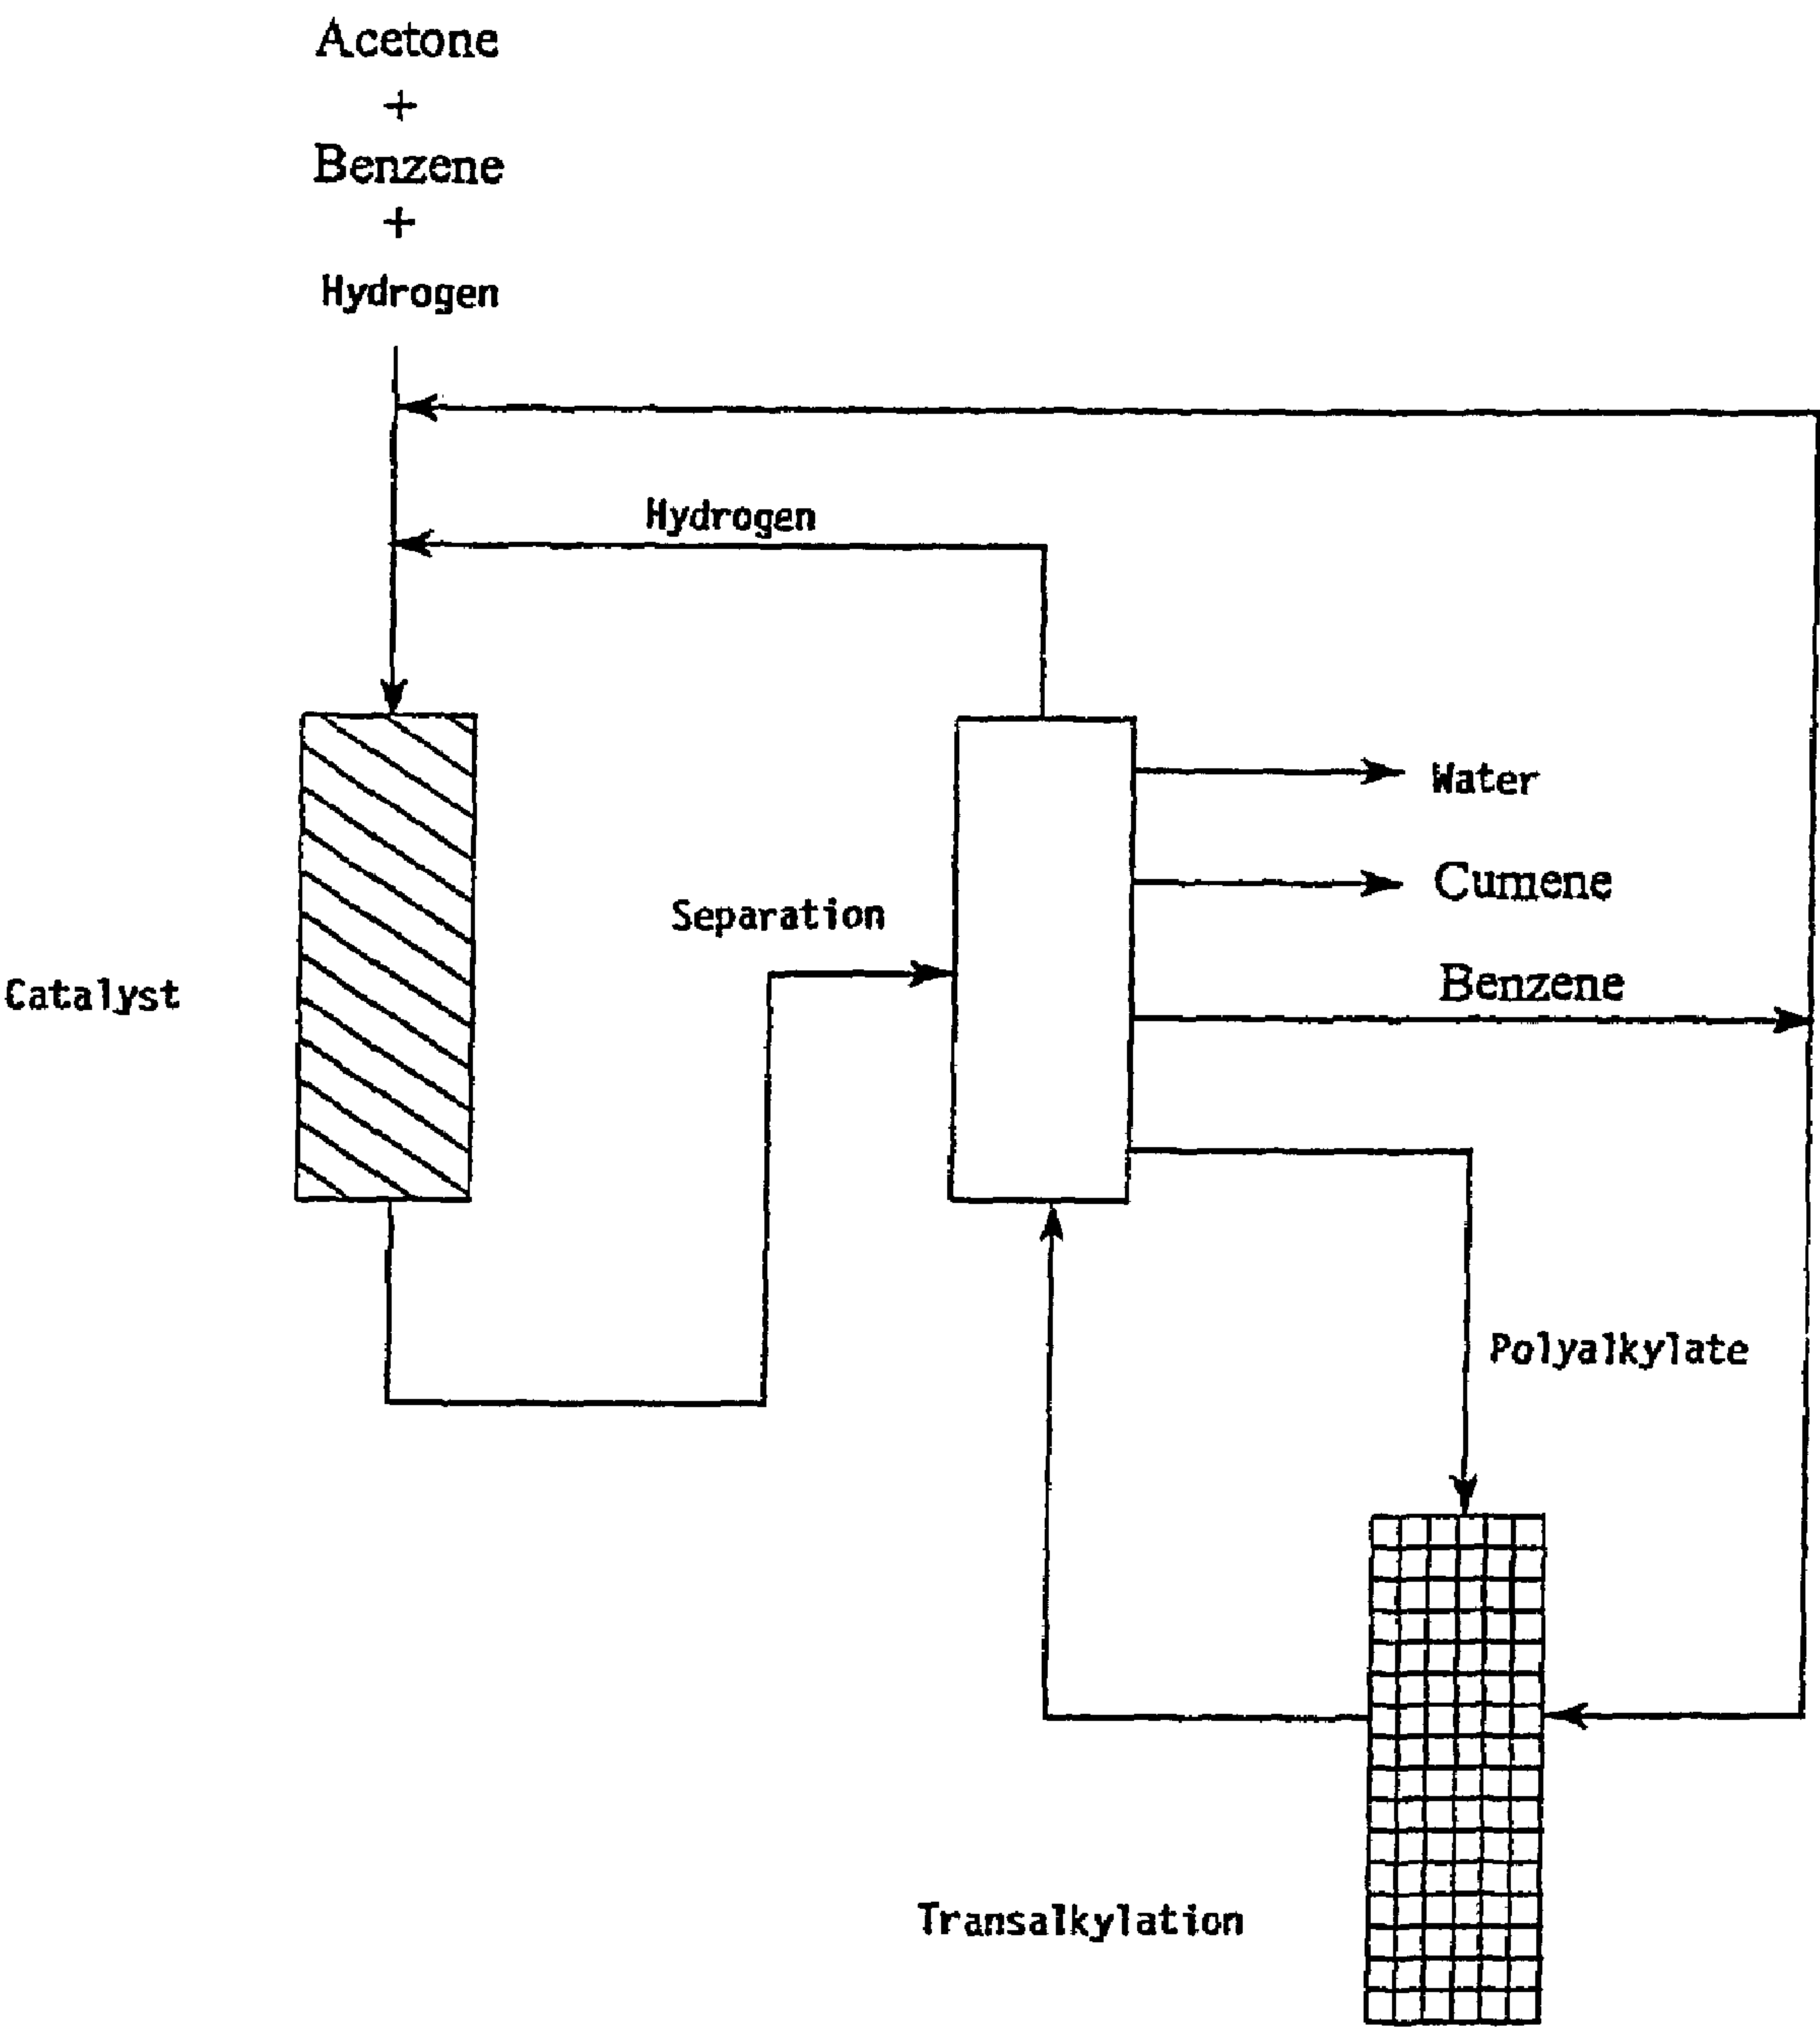 Acetone
+
Benzene
+
Hydrogen
Hydrogen
Water
Cumene
Separation
Benzene
Catalyst
Polyalkylate
Transalkylation